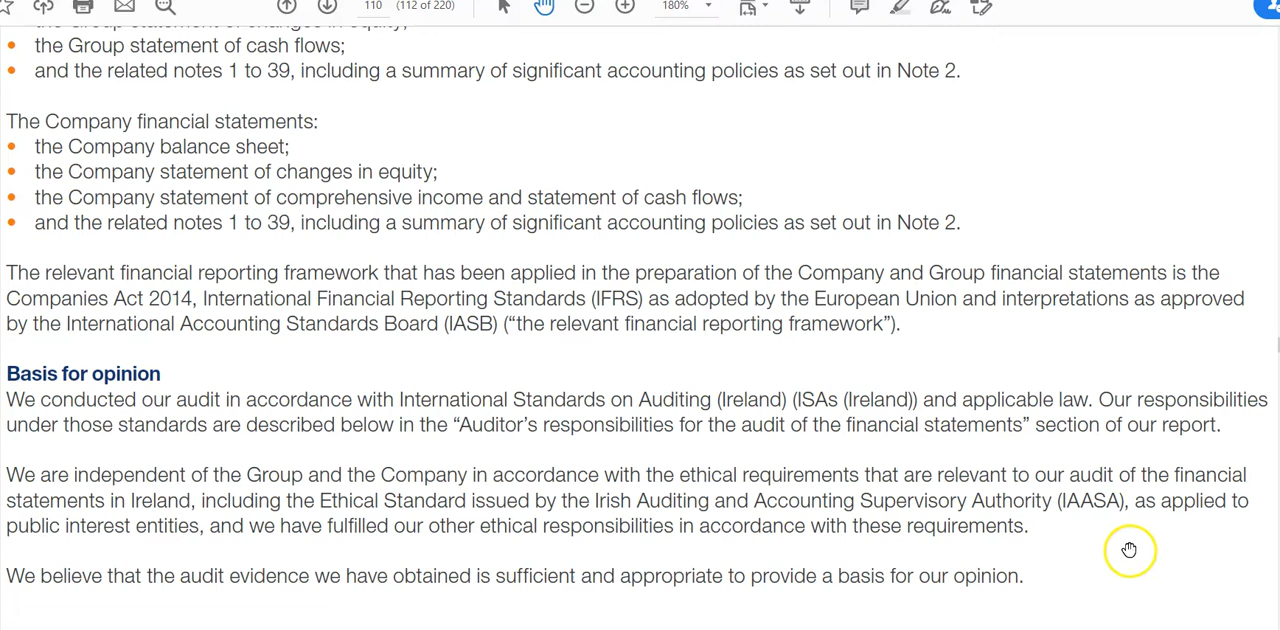 110 (112 of 220) 180%
the Group statement of changes in equity;
• the Group statement of cash flows;
• and the related notes 1 to 39, including a summary of significant accounting policies as set out in Note 2.
The Company financial statements:
• the Company balance sheet;
• the Company statement of changes in equity;
• the Company statement of comprehensive income and statement of cash flows;
• and the related notes 1 to 39, including a summary of significant accounting policies as set out in Note 2.
The relevant financial reporting framework that has been applied in the preparation of the Company and Group financial statements is the
Companies Act 2014, International Financial Reporting Standards (IFRS) as adopted by the European Union and interpretations as approved
by the International Accounting Standards Board (IASB) (“the relevant financial reporting framework”).
Basis for opinion
We conducted our audit in accordance with International Standards on Auditing (Ireland) (ISAs (Ireland)) and applicable law. Our responsibilities
under those standards are described below in the “Auditor’s responsibilities for the audit of the financial statements” section of our report.
We are independent of the Group and the Company in accordance with the ethical requirements that are relevant to our audit of the financial
statements in Ireland, including the Ethical Standard issued by the Irish Auditing and Accounting Supervisory Authority (IAASA), as applied to
public interest entities, and we have fulfilled our other ethical responsibilities in accordance with these requirements.
We believe that the audit evidence we have obtained is sufficient and appropriate to provide a basis for our opinion.